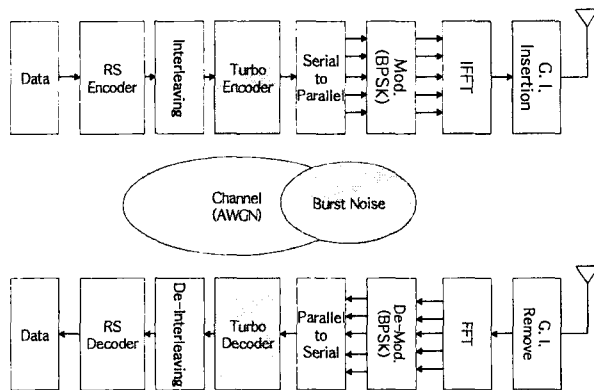 Data
RS
Encoder
Interleaving
Turbo
Encoder
Serial
to
Parallel
Mod.
(BPSK)
IFFT
G. I.
Insertion
Channel
(AWGN)
Burst Noise
Data
RS
Decoder
De-Interleaving
Turbo
Decoder
Paralle
to
Serial
De-Mod.
(BPSK)
FFT
G. I.
Remove